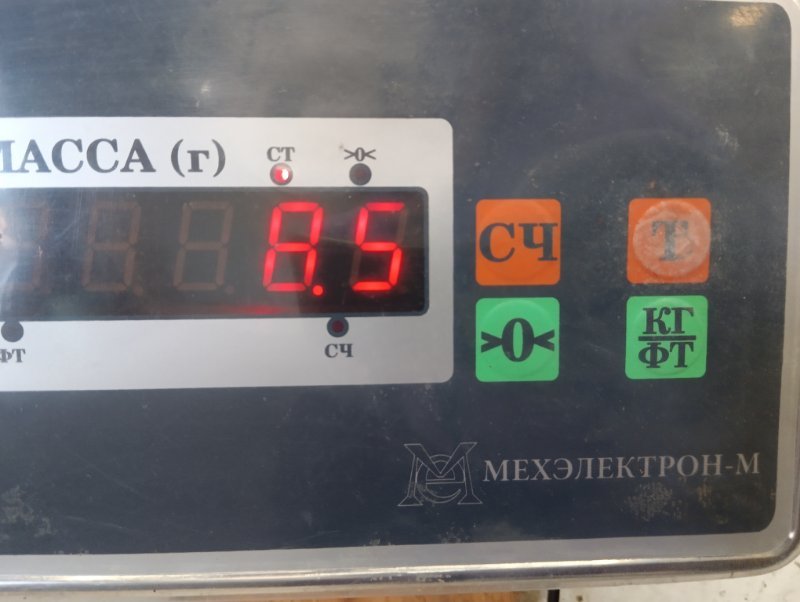 МАССА (г)
СТ >0<
8.5
ФТ СЧ
СЧ Т
>0< КГ
ФТ
МЕХЭЛЕКТРОН-М